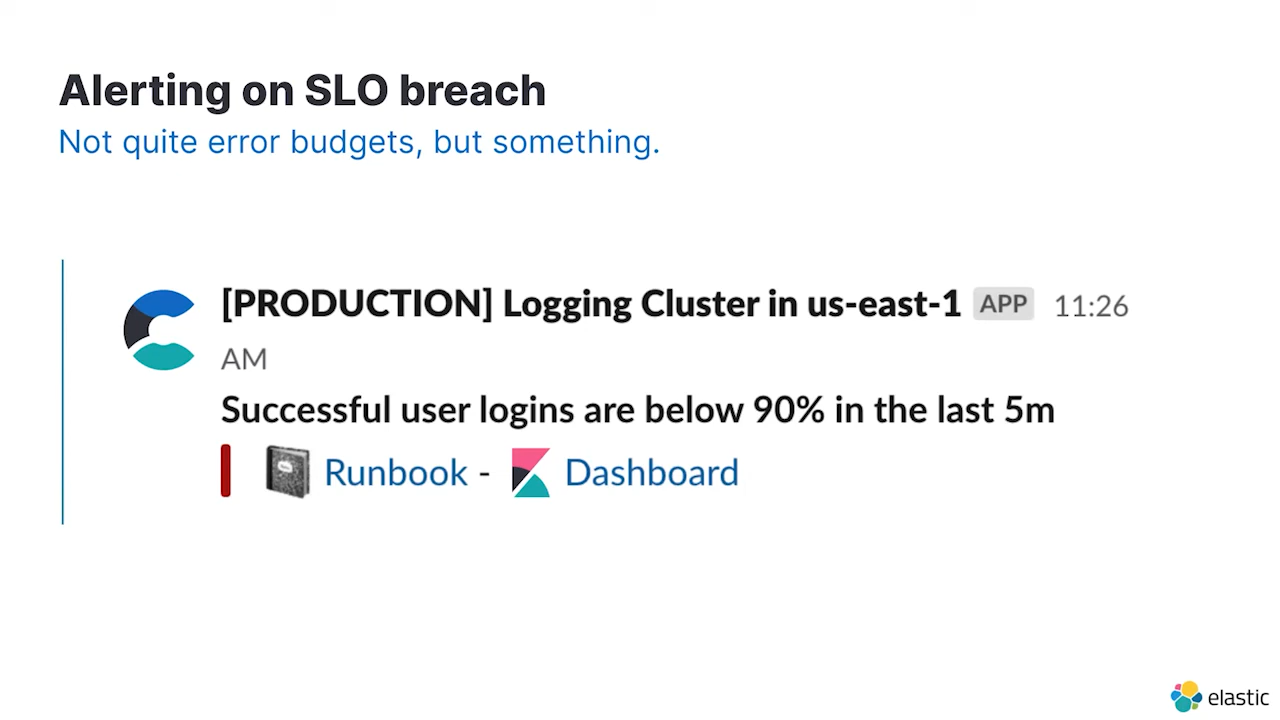 Alerting on SLO breach
Not quite error budgets, but something.
[PRODUCTION] Logging Cluster in us-east-1 APP 11:26
AM
Successful user logins are below 90% in the last 5m
Runbook - Dashboard
elastic